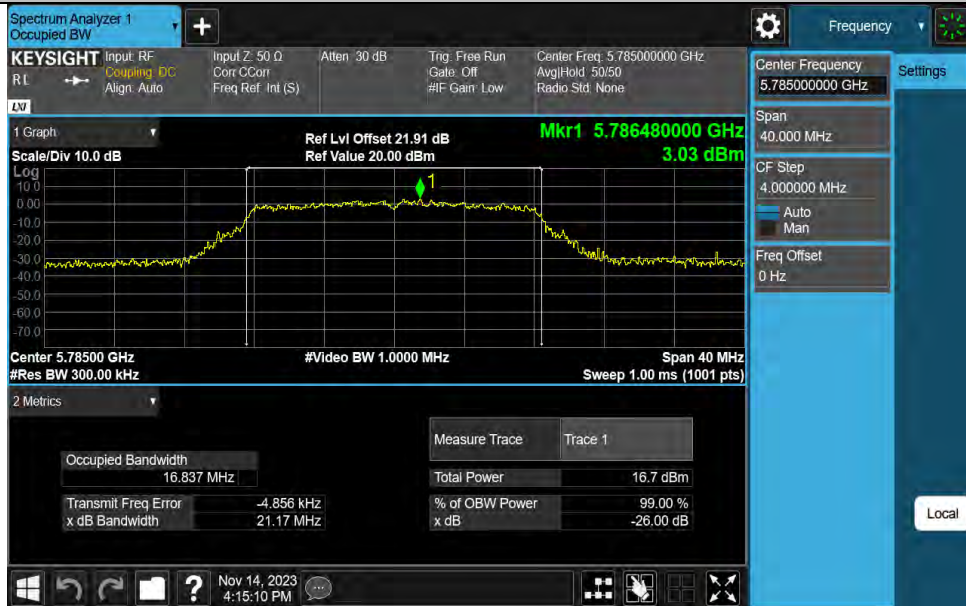 Spectrum Analyzer 1
Occupied BW
+
Frequency
KEYSIGHT Input: RF Input Z: 50 Ω Atten: 30 dB Trig: Free Run Center Freq: 5.785000000 GHz
RL Coupling: DC Corr CCorr Gate: Off Avg|Hold: 50/50
Align: Auto Freq Ref: Int (S) #IF Gain: Low Radio Std: None
LXI
Center Frequency
5.785000000 GHz
Settings
Span
40.000 MHz
CF Step
4.000000 MHz
Auto
Man
Freq Offset
0 Hz
Local
1 Graph
Scale/Div 10.0 dB
Ref Lvl Offset 21.91 dB
Ref Value 20.00 dBm
Mkr1 5.786480000 GHz
3.03 dBm
Log
1
10.0
0.00
-10.0
-20.0
-30.0
-40.0
-50.0
-60.0
-70.0
Center 5.78500 GHz #Video BW 1.0000 MHz Span 40 MHz
#Res BW 300.00 kHz Sweep 1.00 ms (1001 pts)
2 Metrics
Measure Trace Trace 1
Occupied Bandwidth
16.837 MHz
Total Power 16.7 dBm
Transmit Freq Error -4.856 kHz % of OBW Power 99.00 %
x dB Bandwidth 21.17 MHz x dB -26.00 dB
? Nov 14, 2023
4:15:10 PM